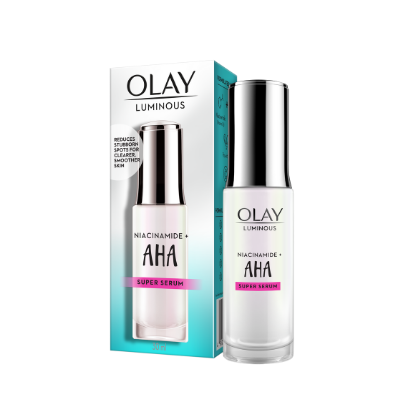 OLAY
LUMINOUS
REDUCES
STUBBORN
SPOTS FOR
CLEARER,
SMOOTHER
SKIN
NIACINAMIDE +
AHA
SUPER SERUM
OLAY
LUMINOUS
NIACINAMIDE +
AHA
SUPER SERUM